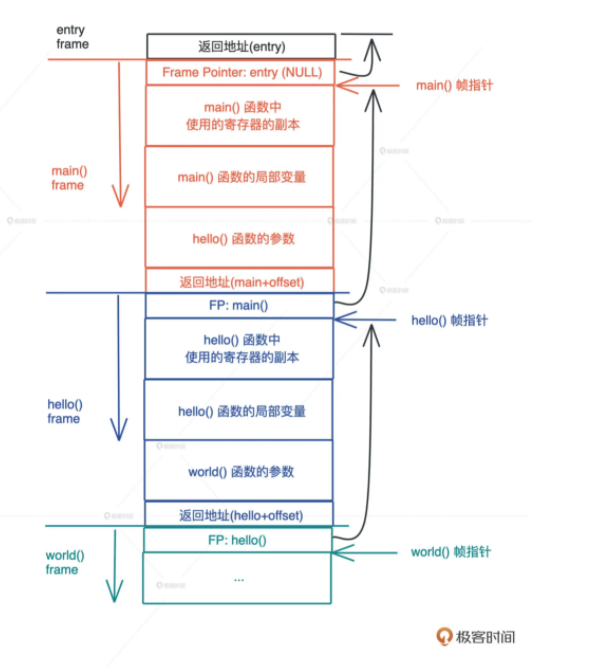 entry
frame
返回地址(entry)
Frame Pointer: entry (NULL)
main() 帧指针
main() 函数中
使用的寄存器的副本
main()
frame
main() 函数的局部变量
hello() 函数的参数
返回地址(main+offset)
FP: main()
hello() 帧指针
hello() 函数中
使用的寄存器的副本
hello()
frame
hello() 函数的局部变量
world() 函数的参数
返回地址(hello+offset)
FP: hello()
world() 帧指针
world()
frame
...
极客时间